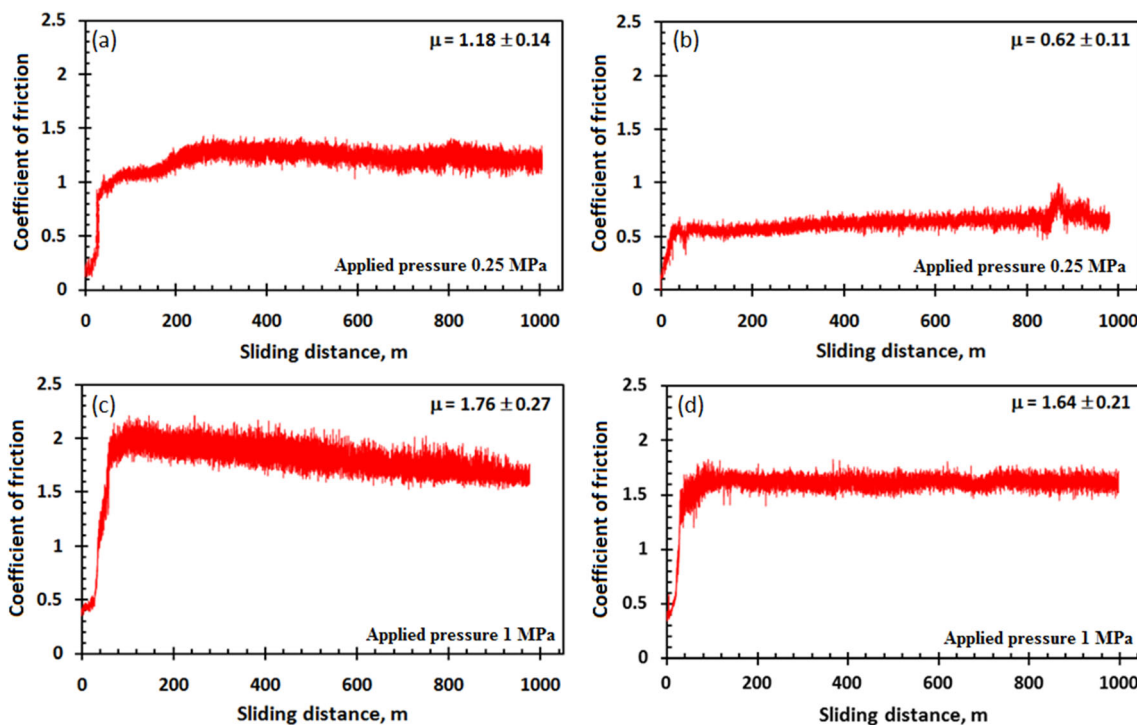 (a)
μ = 1.18 ± 0.14
2.5
2
1.5
1
0.5
0
Coefficient of friction
Applied pressure 0.25 MPa
0 200 400 600 800 1000
Sliding distance, m
(b)
μ = 0.62 ± 0.11
2.5
2
1.5
1
0.5
0
Coefficient of friction
Applied pressure 0.25 MPa
0 200 400 600 800 1000
Sliding distance, m
(c)
μ = 1.76 ± 0.27
2.5
2
1.5
1
0.5
0
Coefficient of friction
Applied pressure 1 MPa
0 200 400 600 800 1000
Sliding distance, m
(d)
μ = 1.64 ± 0.21
2.5
2
1.5
1
0.5
0
Coefficient of friction
Applied pressure 1 MPa
0 200 400 600 800 1000
Sliding distance, m